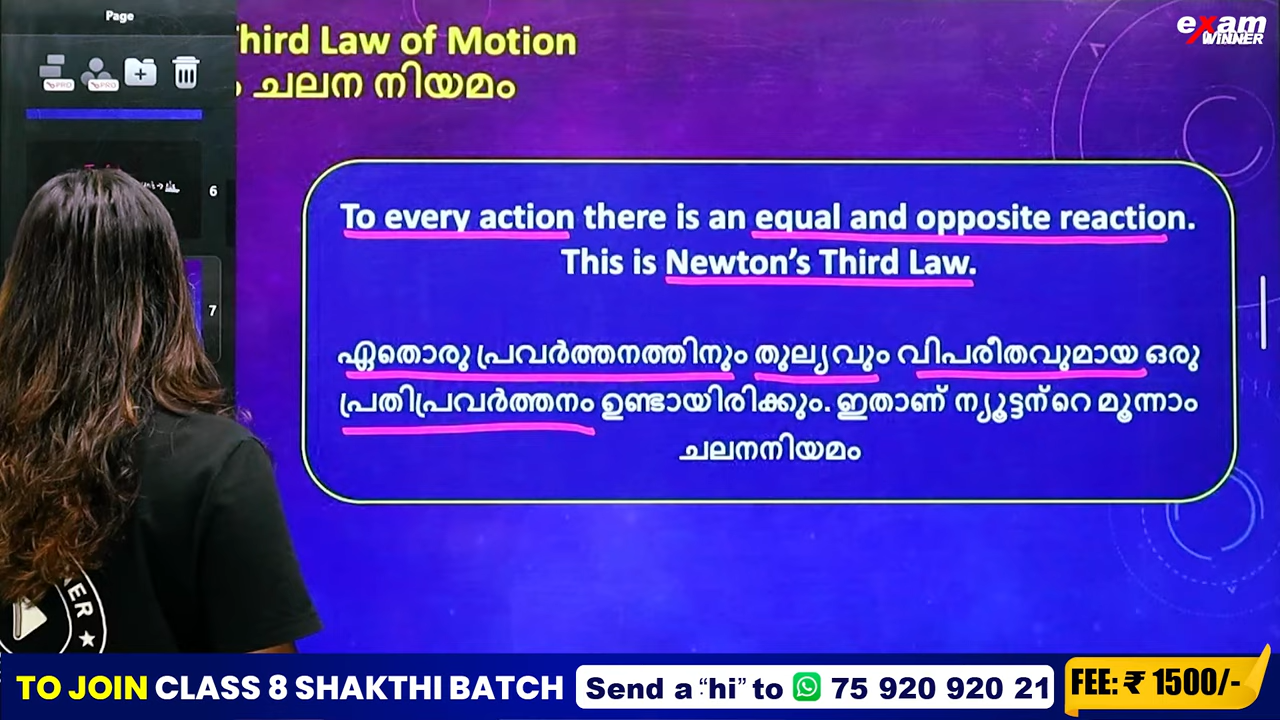 Page
Third Law of Motion
ചലന നിയമം
exam
WINNER
PRO
PRO
6
7
To every action there is an equal and opposite reaction.
This is Newton's Third Law.
ഏതൊരു പ്രവർത്തനത്തിനും തുല്യവും വിപരീതവുമായ ഒരു
പ്രതിപ്രവർത്തനം ഉണ്ടായിരിക്കും. ഇതാണ് ന്യൂട്ടന്റെ മൂന്നാം
ചലനനിയമം
TO JOIN CLASS 8 SHAKTHI BATCH
Send a "hi" to 75 920 920 21
FEE: ₹ 1500/-